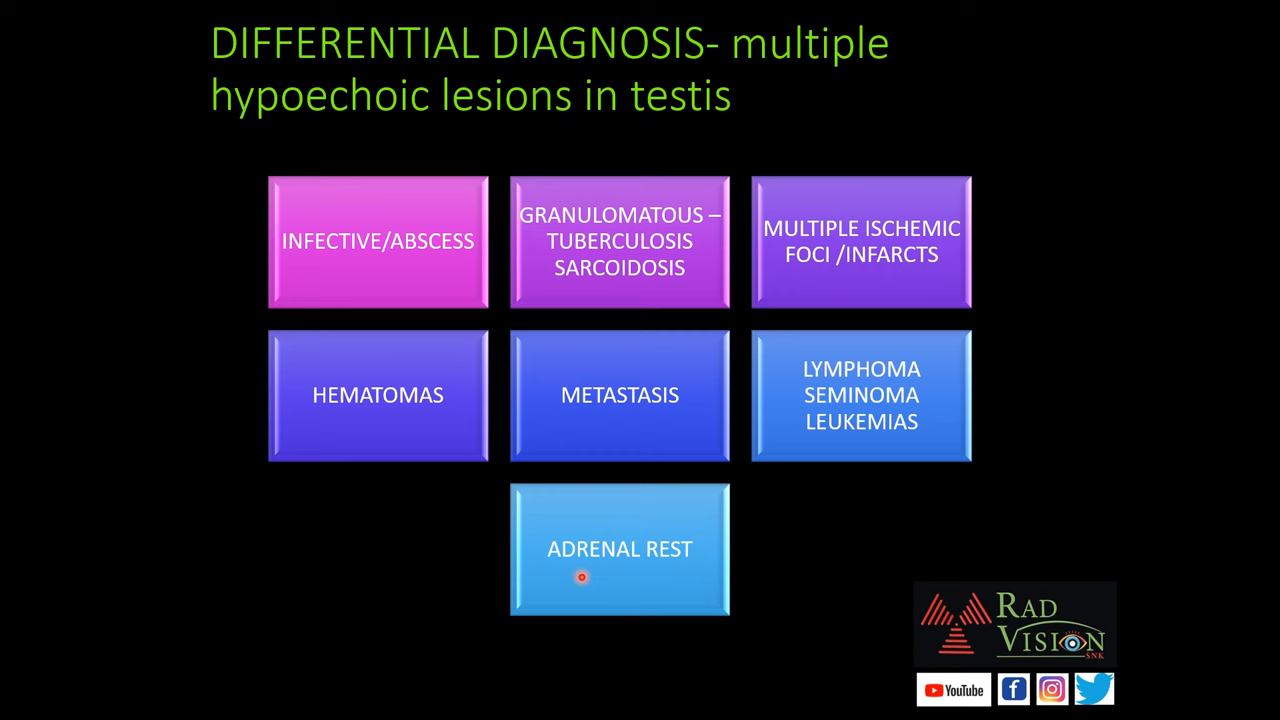 DIFFERENTIAL DIAGNOSIS- multiple
hypoechoic lesions in testis
INFECTIVE/ABSCESS
GRANULOMATOUS –
TUBERCULOSIS
SARCOIDOSIS
MULTIPLE ISCHEMIC
FOCI /INFARCTS
HEMATOMAS
METASTASIS
LYMPHOMA
SEMINOMA
LEUKEMIAS
ADRENAL REST
RAD
VISION
SNK
YouTube